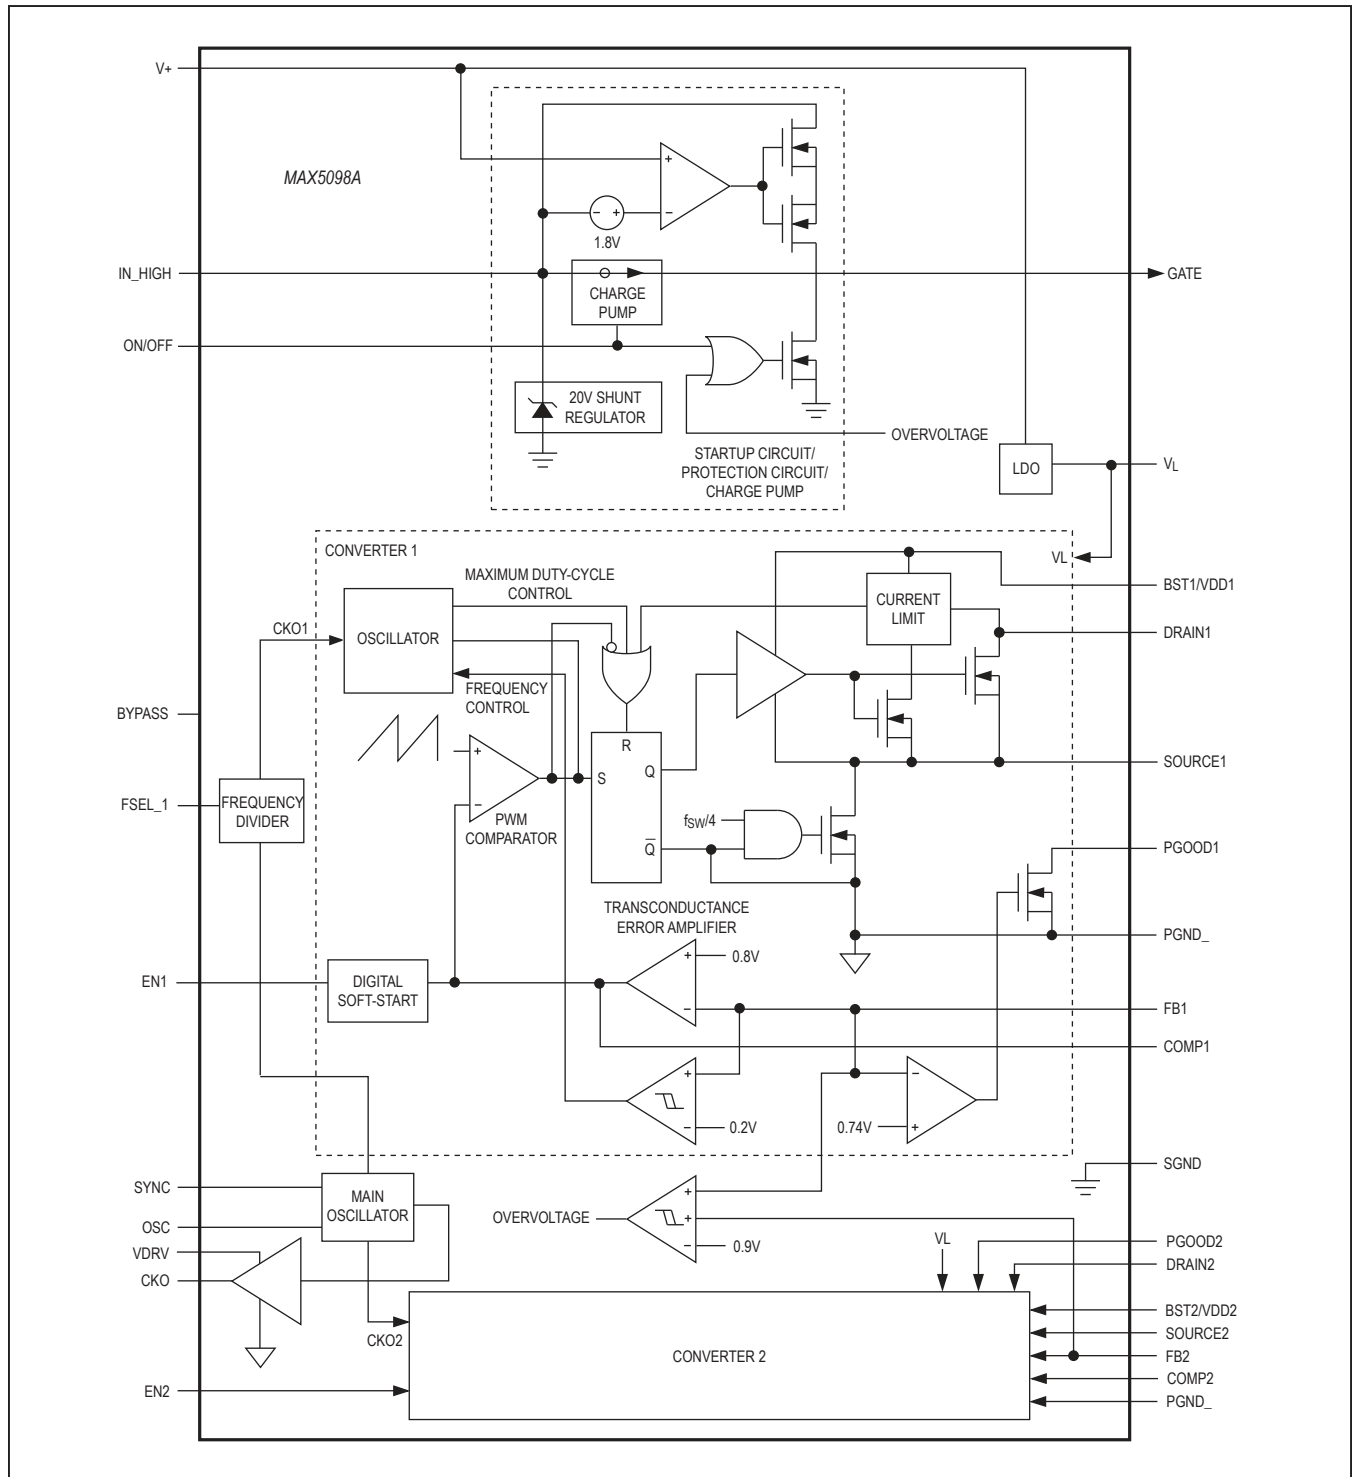 V+
MAX5098A
+
−
− +
1.8V
IN_HIGH
GATE
CHARGE
PUMP
ON/OFF
20V SHUNT
REGULATOR
OVERVOLTAGE
STARTUP CIRCUIT/
PROTECTION CIRCUIT/
CHARGE PUMP
LDO
VL
CONVERTER 1
VL
MAXIMUM DUTY-CYCLE
CONTROL
BST1/VDD1
CURRENT
LIMIT
CKO1
OSCILLATOR
DRAIN1
FREQUENCY
CONTROL
BYPASS
R
+
−
S
Q
SOURCE1
FSEL_1
FREQUENCY
DIVIDER
PWM
COMPARATOR
fSW/4
Q̅
PGOOD1
TRANSCONDUCTANCE
ERROR AMPLIFIER
PGND_
+
0.8V
EN1
DIGITAL
SOFT-START
−
FB1
COMP1
+
−
0.2V
−
0.74V
+
SGND
SYNC
MAIN
OSCILLATOR
OSC
OVERVOLTAGE
+
+
−
0.9V
VL
PGOOD2
VDRV
DRAIN2
CKO
BST2/VDD2
SOURCE2
CKO2
CONVERTER 2
FB2
COMP2
EN2
PGND_